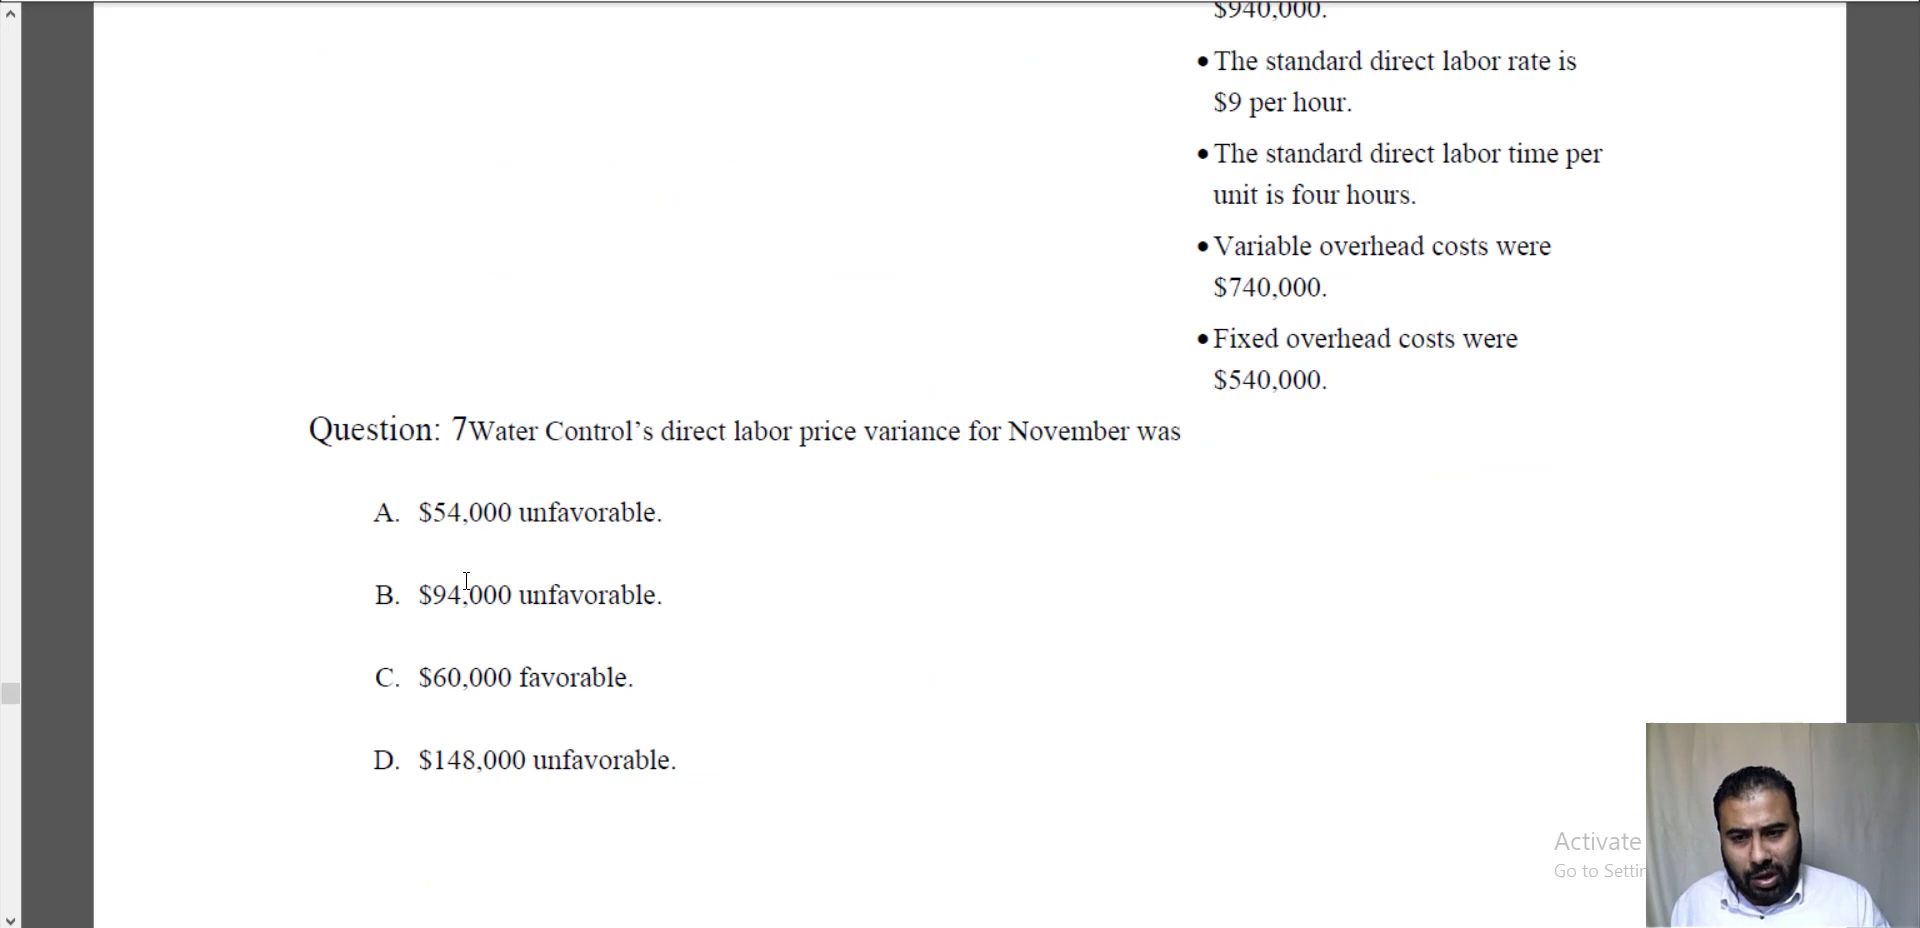 $940,000.
•The standard direct labor rate is
$9 per hour.
•The standard direct labor time per
unit is four hours.
•Variable overhead costs were
$740,000.
•Fixed overhead costs were
$540,000.
Question: 7Water Control’s direct labor price variance for November was
A. $54,000 unfavorable.
B. $94,000 unfavorable.
C. $60,000 favorable.
D. $148,000 unfavorable.
Activate
Go to Settin